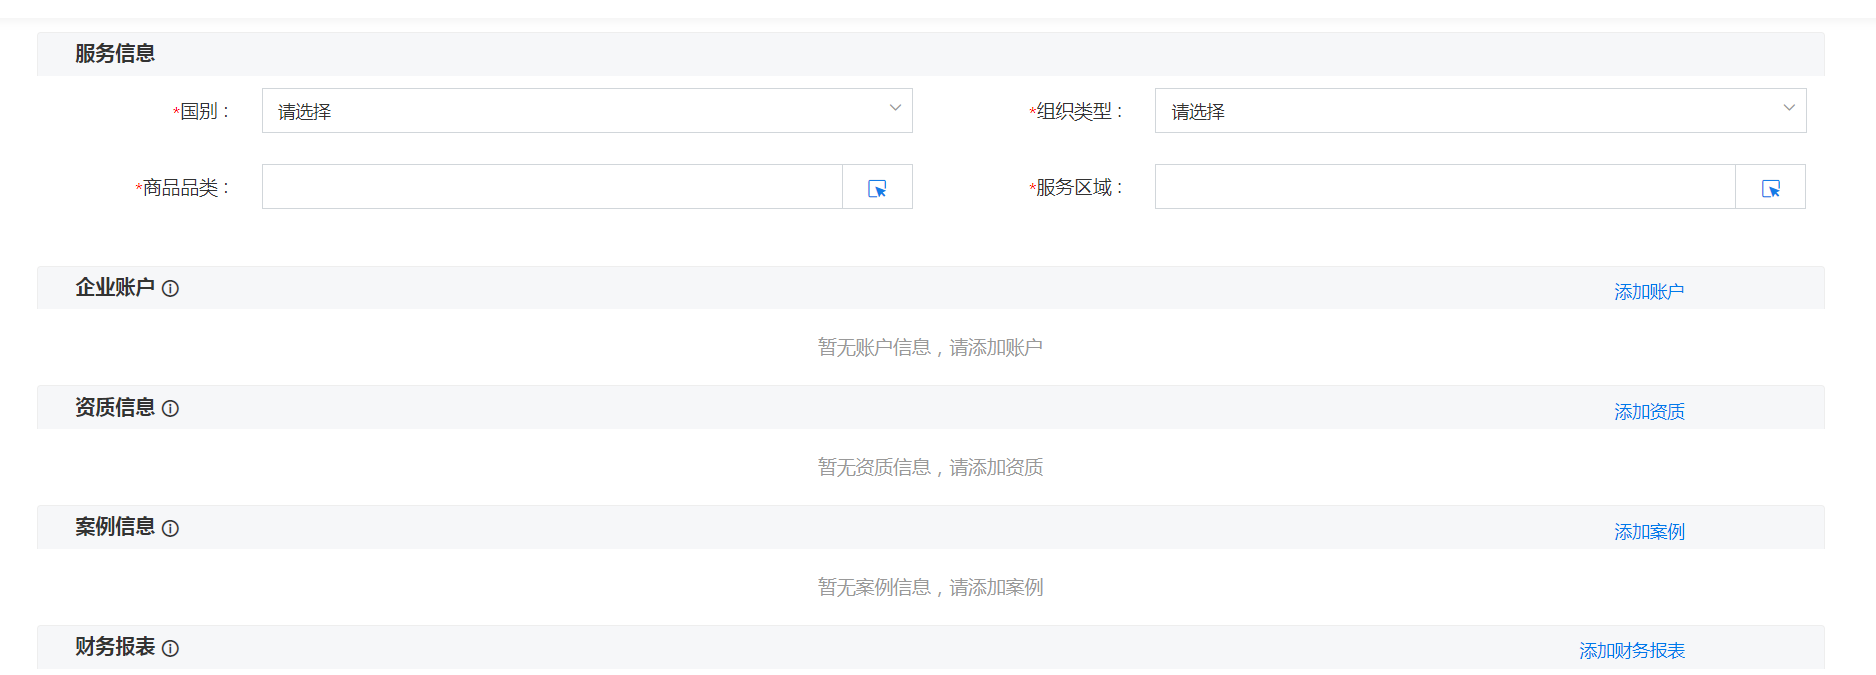 服务信息
*国别： 请选择 *组织类型： 请选择
*商品品类： *服务区域：
企业账户 添加账户
暂无账户信息，请添加账户
资质信息 添加资质
暂无资质信息，请添加资质
案例信息 添加案例
暂无案例信息，请添加案例
财务报表 添加财务报表